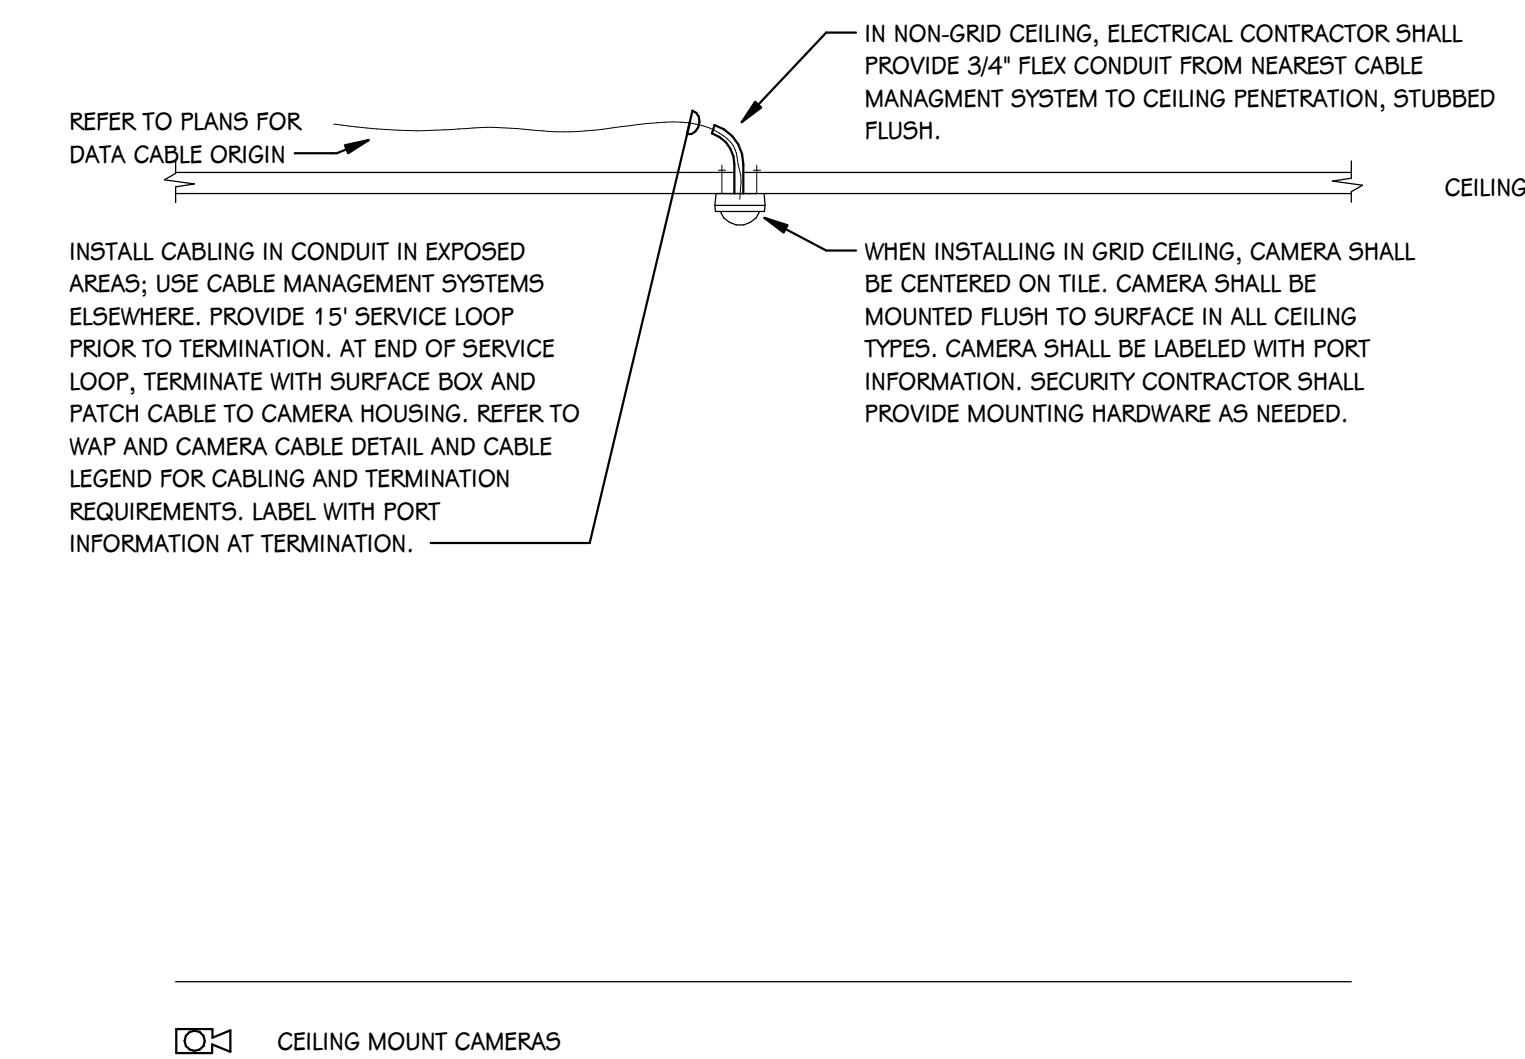 IN NON-GRID CEILING, ELECTRICAL CONTRACTOR SHALL
PROVIDE 3/4" FLEX CONDUIT FROM NEAREST CABLE
MANAGMENT SYSTEM TO CEILING PENETRATION, STUBBED
FLUSH.
REFER TO PLANS FOR
DATA CABLE ORIGIN
CEILING
INSTALL CABLING IN CONDUIT IN EXPOSED
AREAS; USE CABLE MANAGEMENT SYSTEMS
ELSEWHERE. PROVIDE 15' SERVICE LOOP
PRIOR TO TERMINATION. AT END OF SERVICE
LOOP, TERMINATE WITH SURFACE BOX AND
PATCH CABLE TO CAMERA HOUSING. REFER TO
WAP AND CAMERA CABLE DETAIL AND CABLE
LEGEND FOR CABLING AND TERMINATION
REQUIREMENTS. LABEL WITH PORT
INFORMATION AT TERMINATION.
WHEN INSTALLING IN GRID CEILING, CAMERA SHALL
BE CENTERED ON TILE. CAMERA SHALL BE
MOUNTED FLUSH TO SURFACE IN ALL CEILING
TYPES. CAMERA SHALL BE LABELED WITH PORT
INFORMATION. SECURITY CONTRACTOR SHALL
PROVIDE MOUNTING HARDWARE AS NEEDED.
CEILING MOUNT CAMERAS